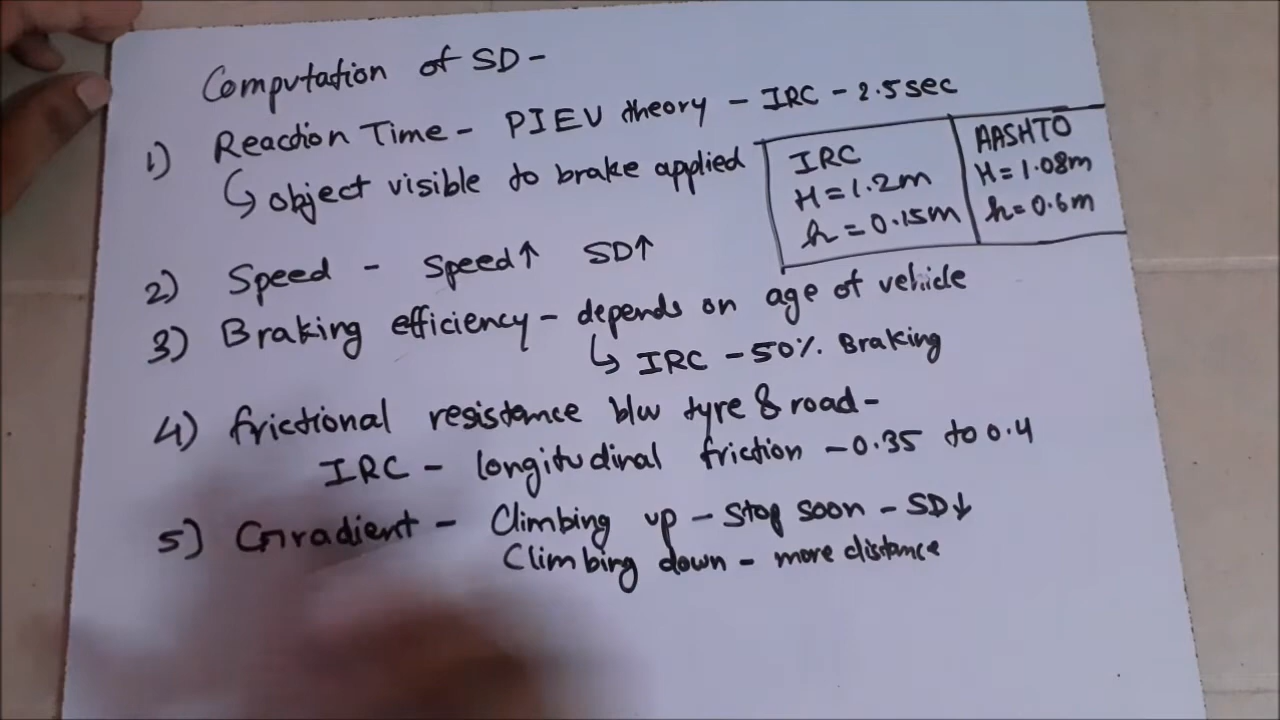 Computation of SD -
1) Reaction Time - PIEV theory - IRC - 2.5 sec
↳ object visible to brake applied
IRC
H = 1.2m
h = 0.15m
AASHTO
H = 1.08m
h = 0.6m
2) Speed - Speed↑ SD↑
3) Braking efficiency - depends on age of vehicle
↳ IRC - 50% Braking
4) frictional resistance b/w tyre & road -
IRC - longitudinal friction - 0.35 to 0.4
5) Gradient - Climbing up - Stop soon - SD↓
Climbing down - more distance